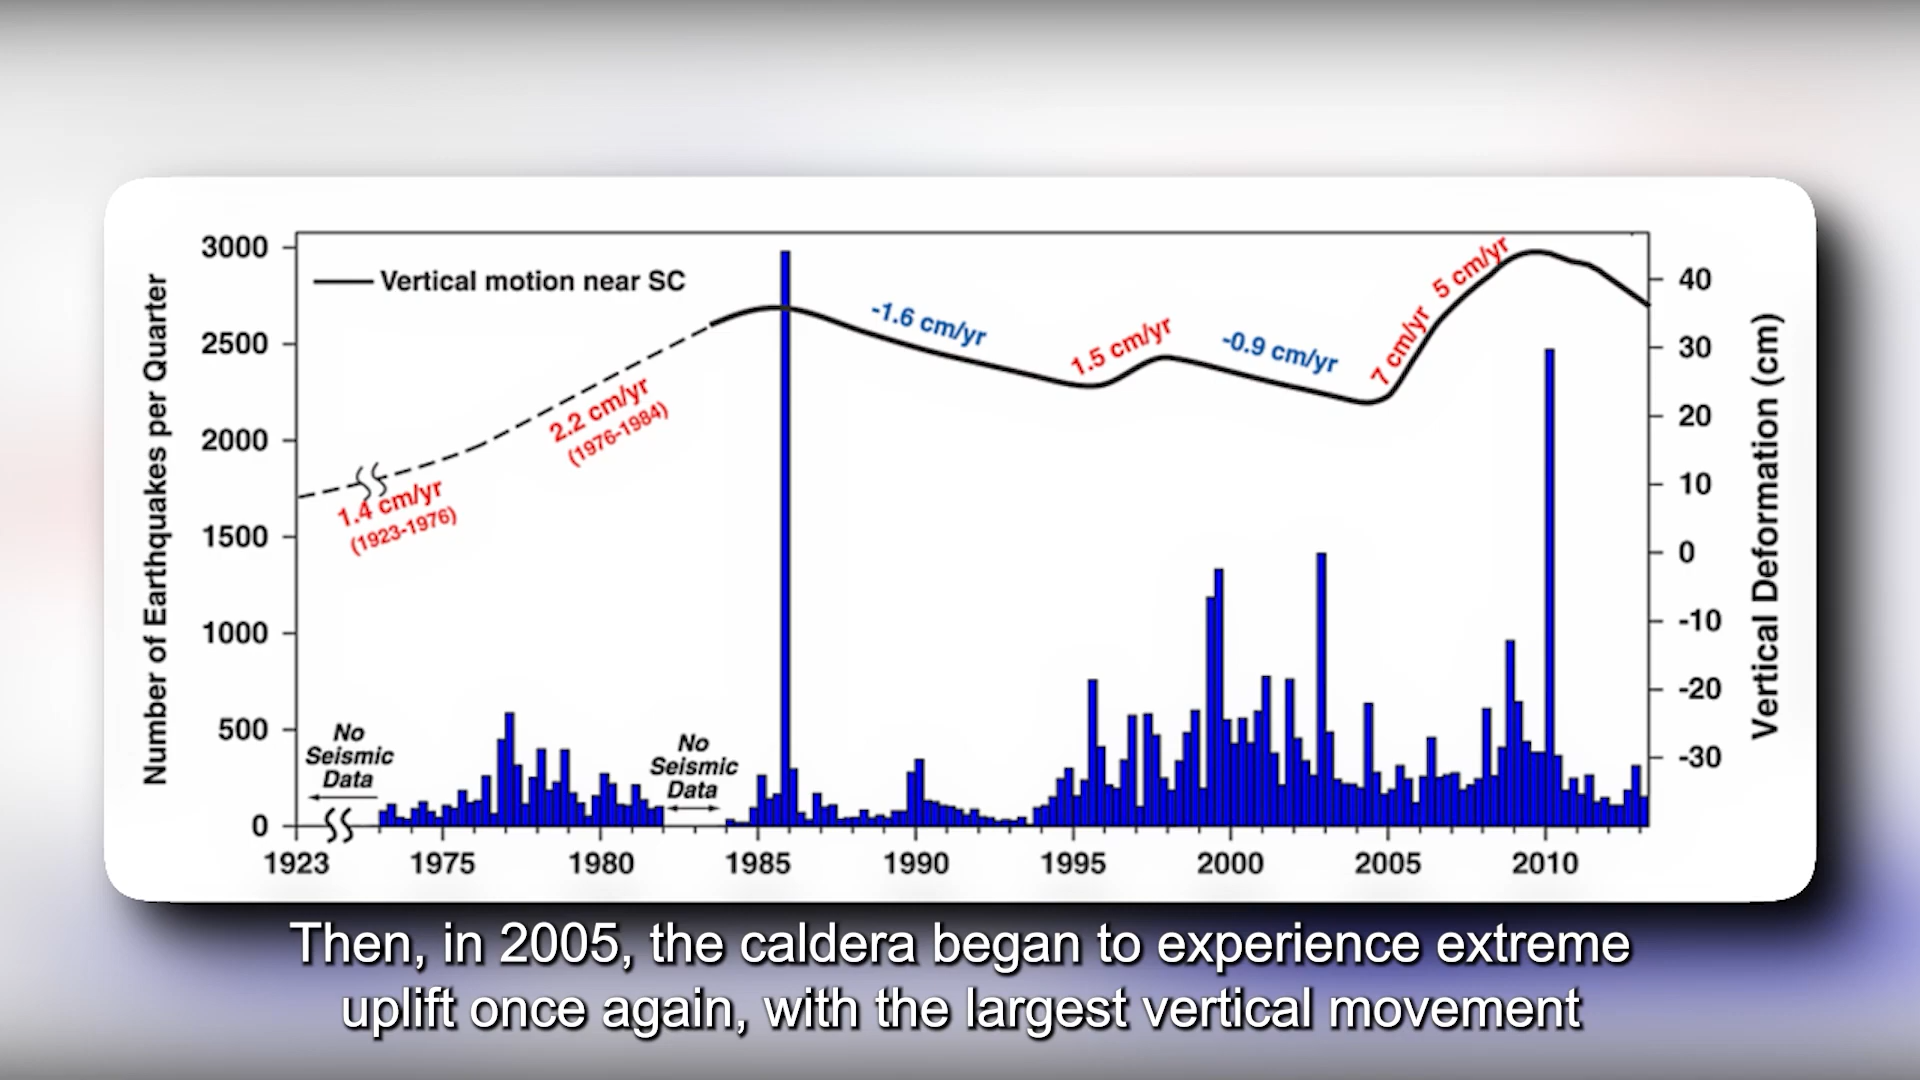 Number of Earthquakes per Quarter
3000
2500
2000
1500
1000
500
0
Vertical motion near SC
1.4 cm/yr
(1923-1976)
2.2 cm/yr
(1976-1984)
-1.6 cm/yr
1.5 cm/yr
-0.9 cm/yr
7 cm/yr
5 cm/yr
No
Seismic
Data
No
Seismic
Data
40
30
20
10
0
-10
-20
-30
Vertical Deformation (cm)
1923
1975
1980
1985
1990
1995
2000
2005
2010
Then, in 2005, the caldera began to experience extreme
uplift once again, with the largest vertical movement